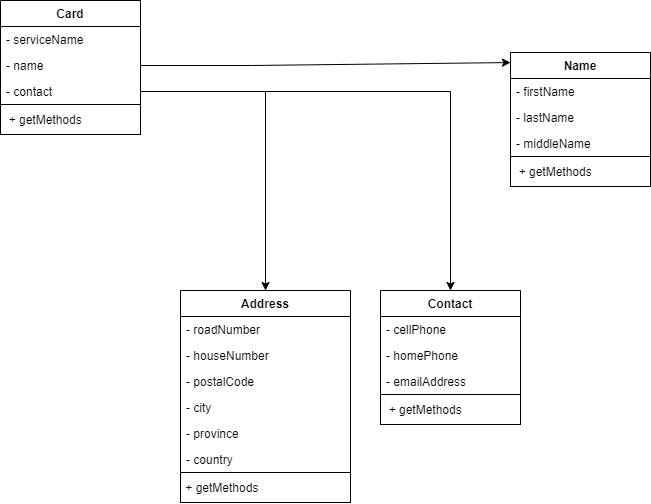 Card
- serviceName
- name
- contact
+ getMethods
Name
- firstName
- lastName
- middleName
+ getMethods
Address
- roadNumber
- houseNumber
- postalCode
- city
- province
- country
+ getMethods
Contact
- cellPhone
- homePhone
- emailAddress
+ getMethods